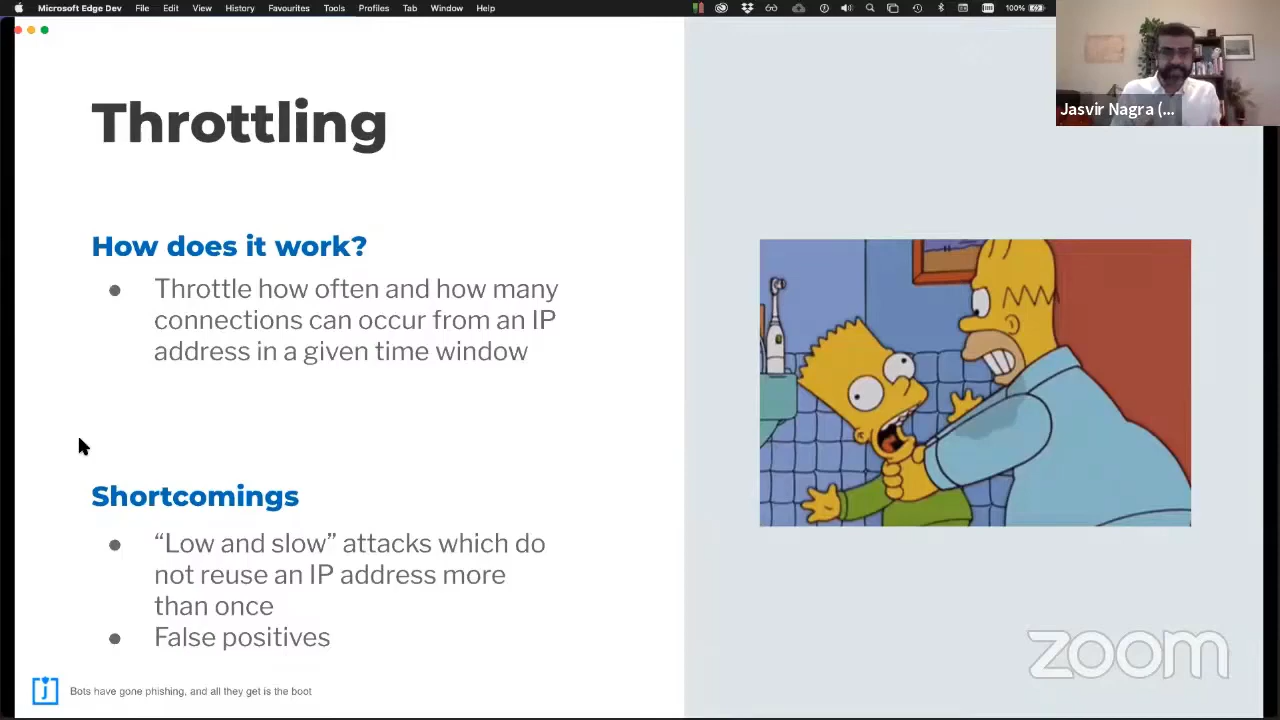 Microsoft Edge Dev File Edit View History Favourites Tools Profiles Tab Window Help 100%
Jasvir Nagra (...
Throttling
How does it work?
● Throttle how often and how many
connections can occur from an IP
address in a given time window
Shortcomings
● “Low and slow” attacks which do
not reuse an IP address more
than once
● False positives
zoom
J Bots have gone phishing, and all they get is the boot